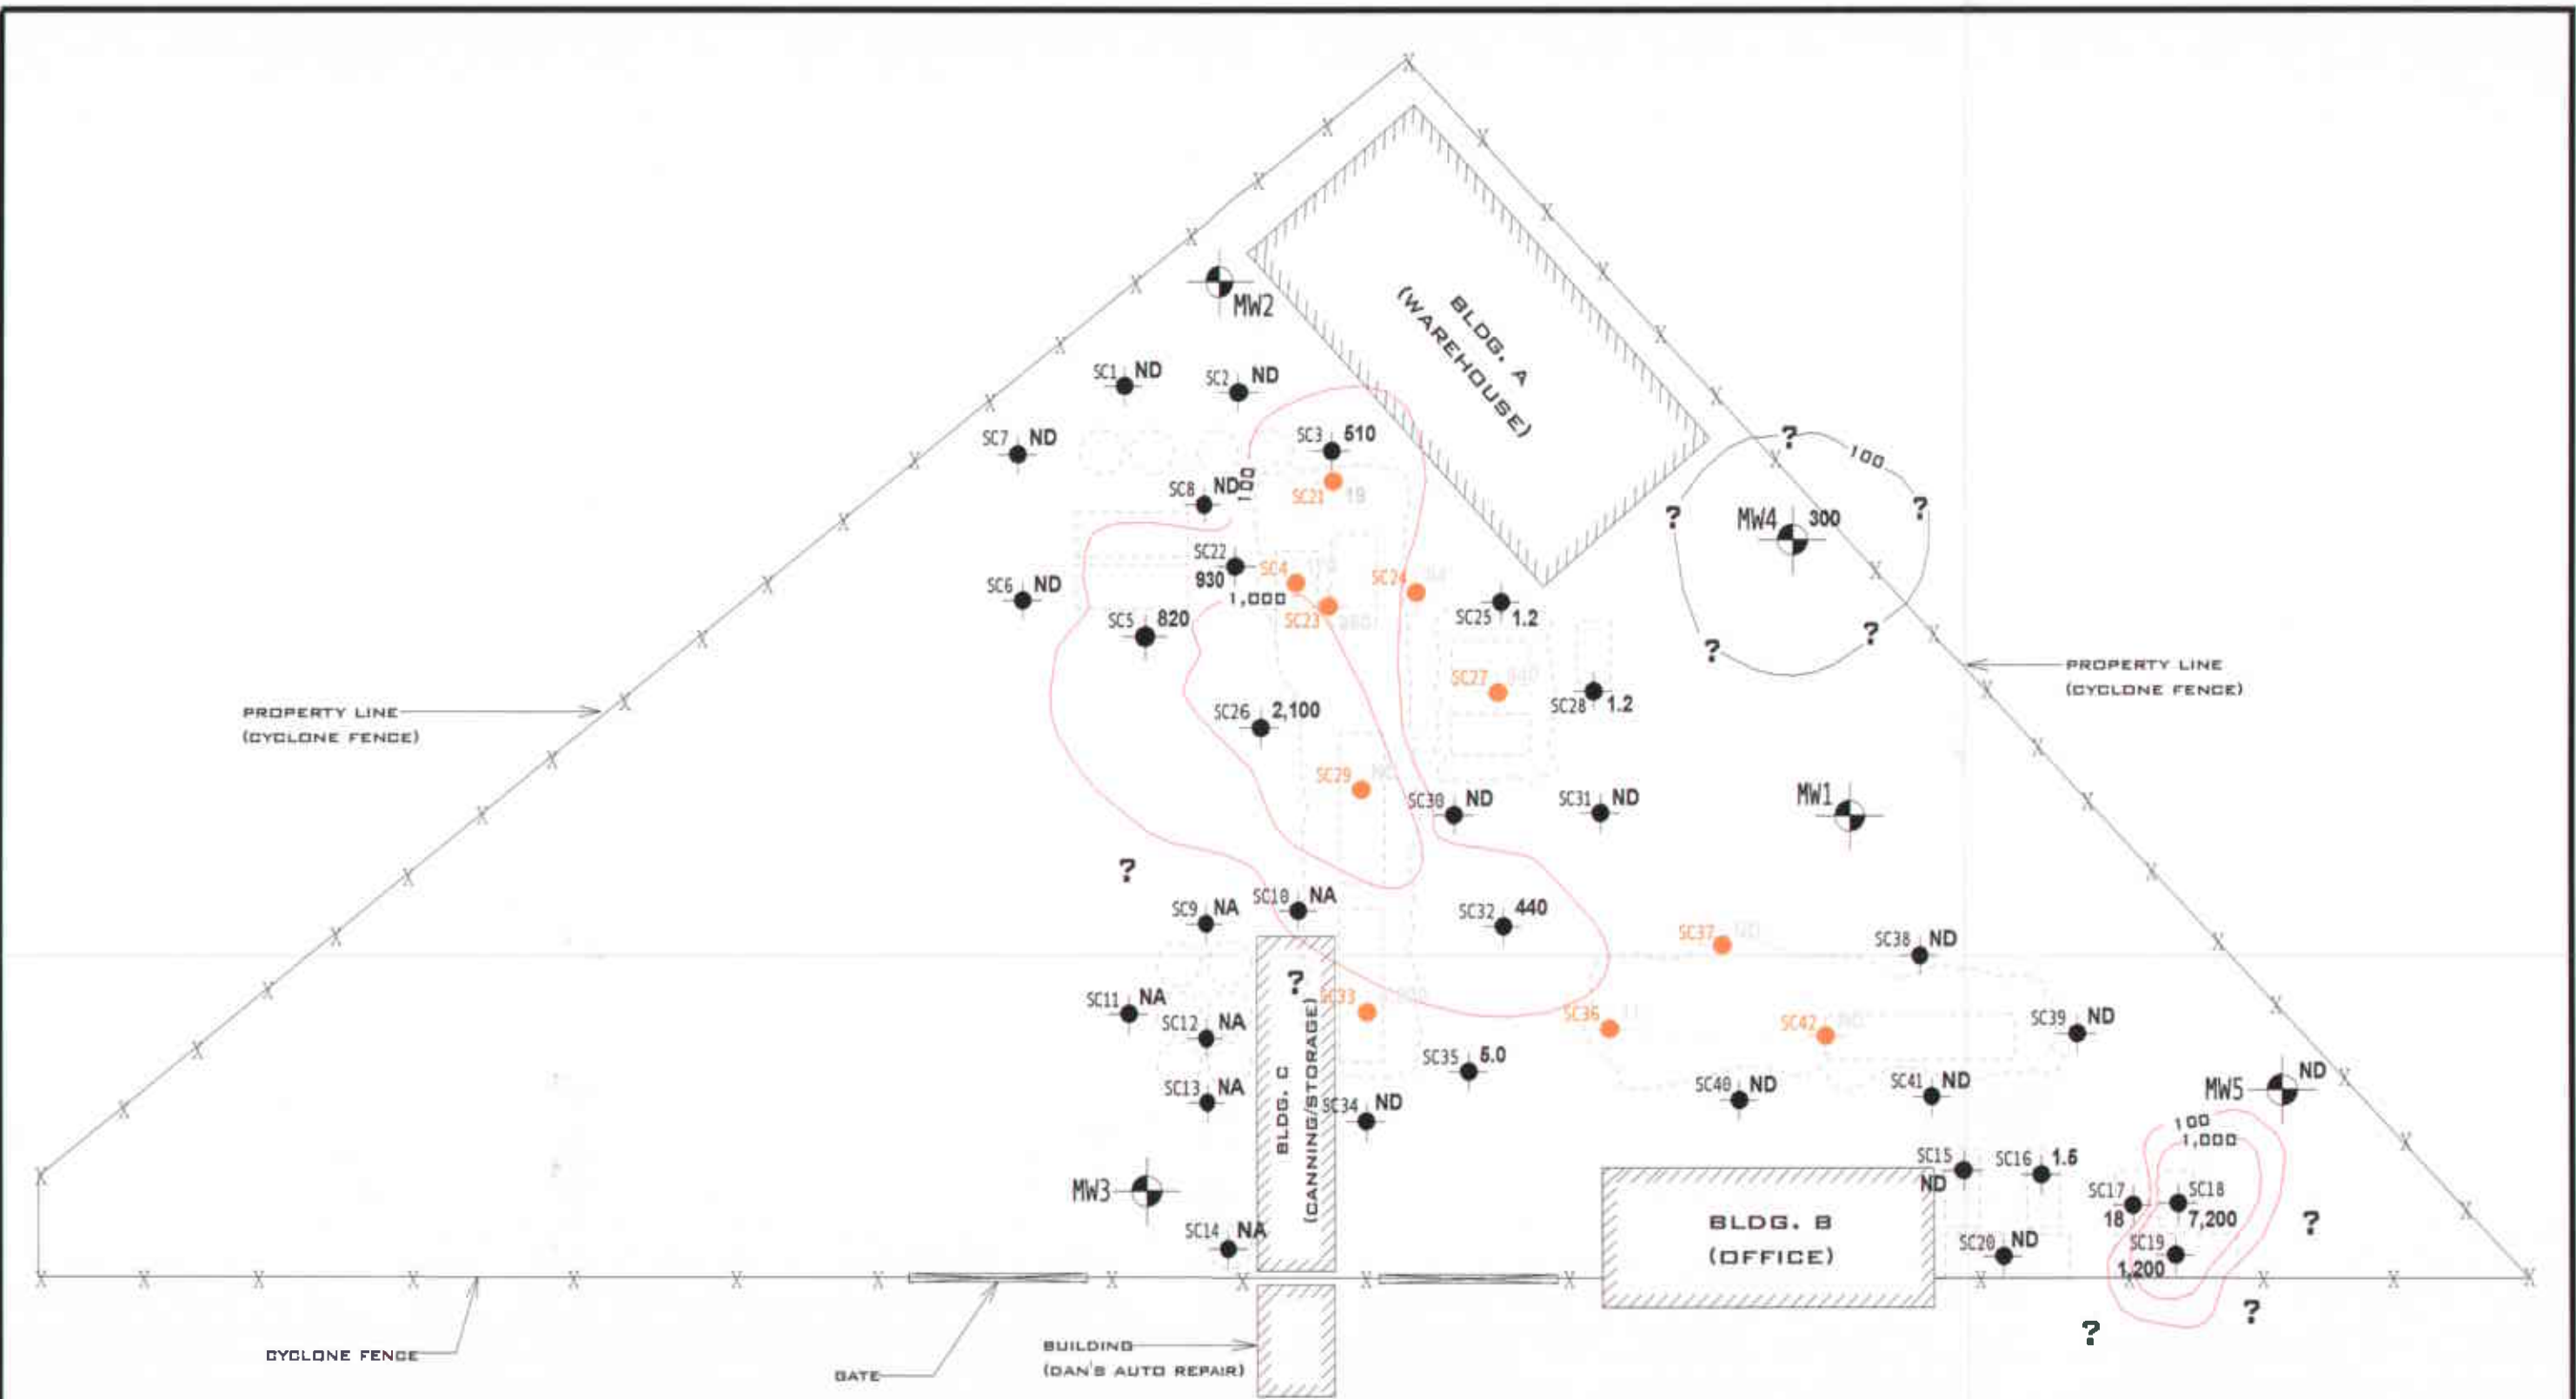 BLDG. A
(WAREHOUSE)
MW2
SC1 ND
SC2 ND
SC7 ND
SC3 510
100
?
SC8 ND
100
SC21 19
?
?
MW4 300
SC22
930
SC4
SC24
SC6 ND
1,000
SC25 1.2
SC5 820
SC23
?
?
PROPERTY LINE
(CYCLONE FENCE)
SC27
SC28 1.2
PROPERTY LINE
(CYCLONE FENCE)
SC26 2,100
SC29
SC30 ND
SC31 ND
MW1
?
SC9 NA
SC10 NA
SC32 440
SC37 ND
SC38 ND
?
SC11 NA
SC12 NA
SC33
SC36
SC42
SC39 ND
SC35 5.0
SC13 NA
SC34 ND
SC40 ND
SC41 ND
MW5 ND
BLDG. C
(CANNING/STORAGE)
100
1,000
SC15
ND
SC16 1.5
MW3
SC17
18
SC18
7,200
?
BLDG. B
(OFFICE)
SC14 NA
SC20 ND
SC19
1,200
?
?
CYCLONE FENCE
GATE
BUILDING
(DAN'S AUTO REPAIR)